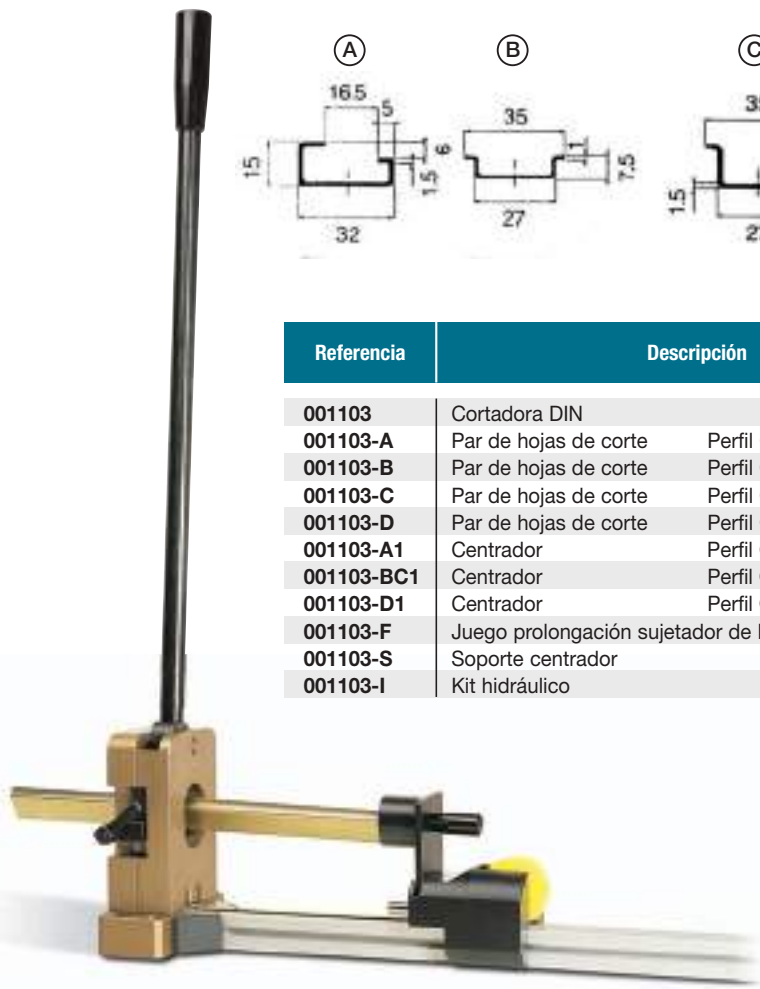 A B
16.5
5
15
6
1.5
32
35
1
7.5
27
1.5
Referencia Descripción
001103 Cortadora DIN
001103-A Par de hojas de corte Perfil
001103-B Par de hojas de corte Perfil
001103-C Par de hojas de corte Perfil
001103-D Par de hojas de corte Perfil
001103-A1 Centrador Perfil
001103-BC1 Centrador Perfil
001103-D1 Centrador Perfil
001103-F Juego prolongación sujetador de
001103-S Soporte centrador
001103-I Kit hidráulico